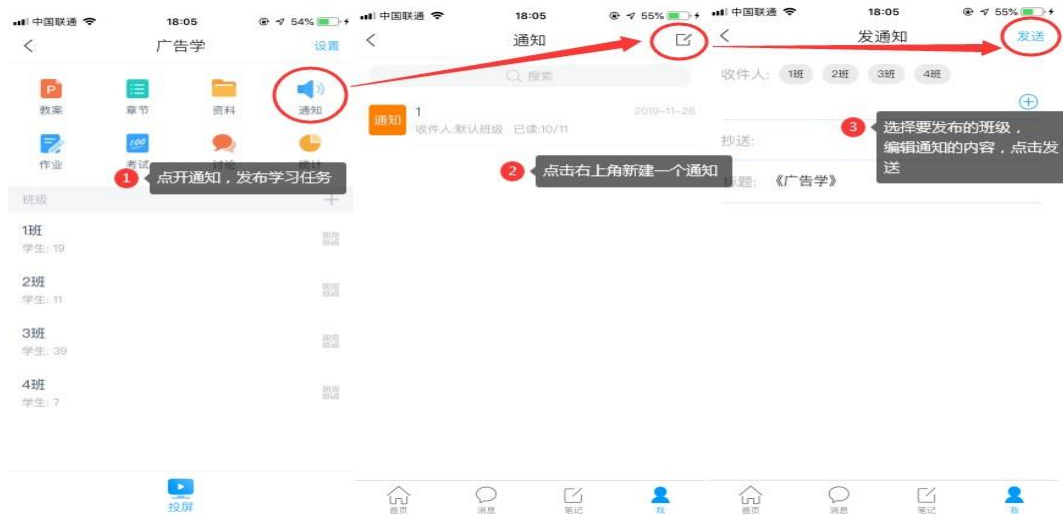 中国联通 18:05 54%
广告学 设置
P
教案 章节 资料 通知
100
作业 考试 讨论 统计
1 点开通知，发布学习任务
班级
1班
学生: 19
2班
学生: 11
3班
学生: 39
4班
学生: 7
投屏
中国联通 18:05 55%
通知
搜索
通知 1 2019-11-26
收件人:默认班级 已读:10/11
2 点击右上角新建一个通知
首页 消息 笔记 我
中国联通 18:05 55%
发通知 发送
收件人: 1班 2班 3班 4班
抄送:
3 选择要发布的班级，
编辑通知的内容，点击发
送
标题: 《广告学》
首页 消息 笔记 我